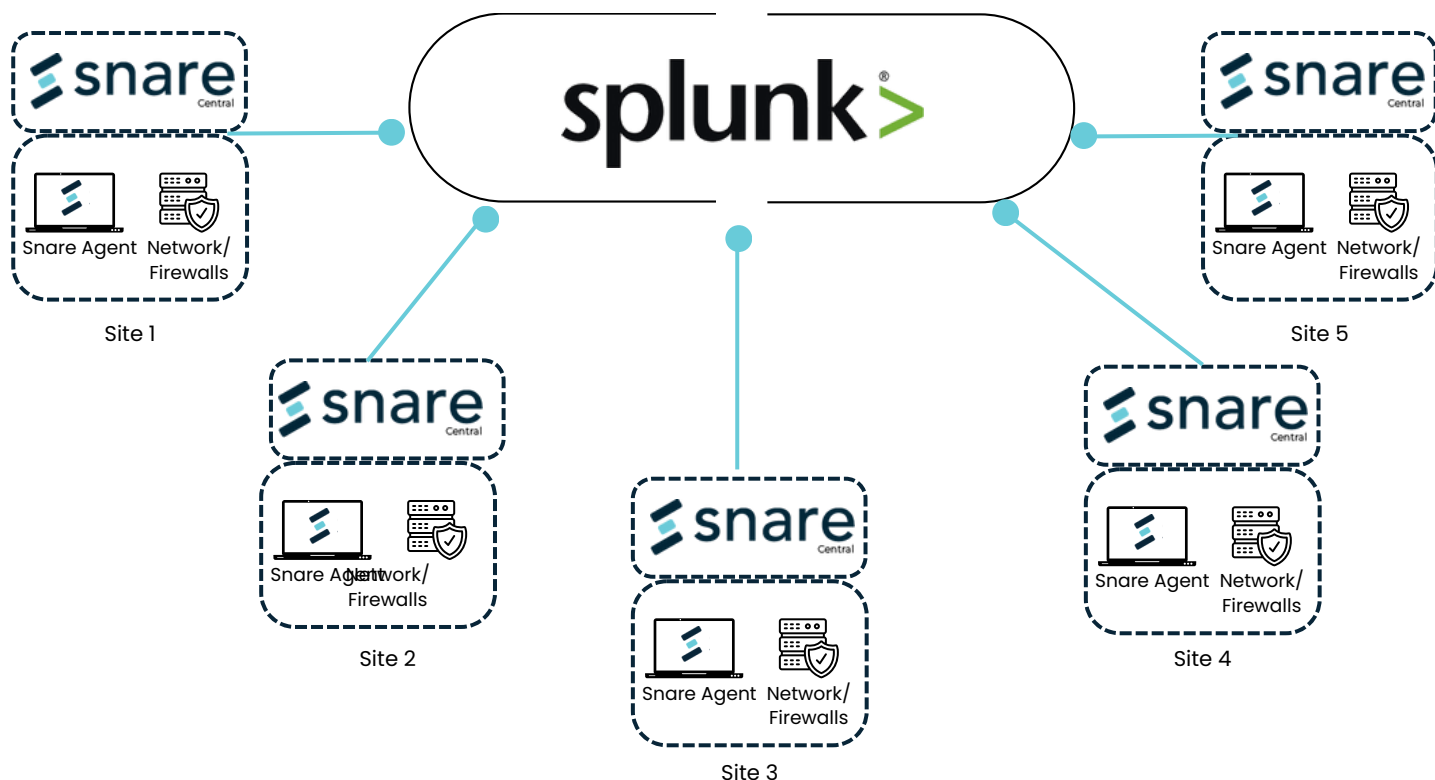 splunk>®
snare
Central
Snare Agent
Network/
Firewalls
Site 1
snare
Central
Snare Agent
Network/
Firewalls
Site 2
snare
Central
Snare Agent
Network/
Firewalls
Site 3
snare
Central
Snare Agent
Network/
Firewalls
Site 4
snare
Central
Snare Agent
Network/
Firewalls
Site 5